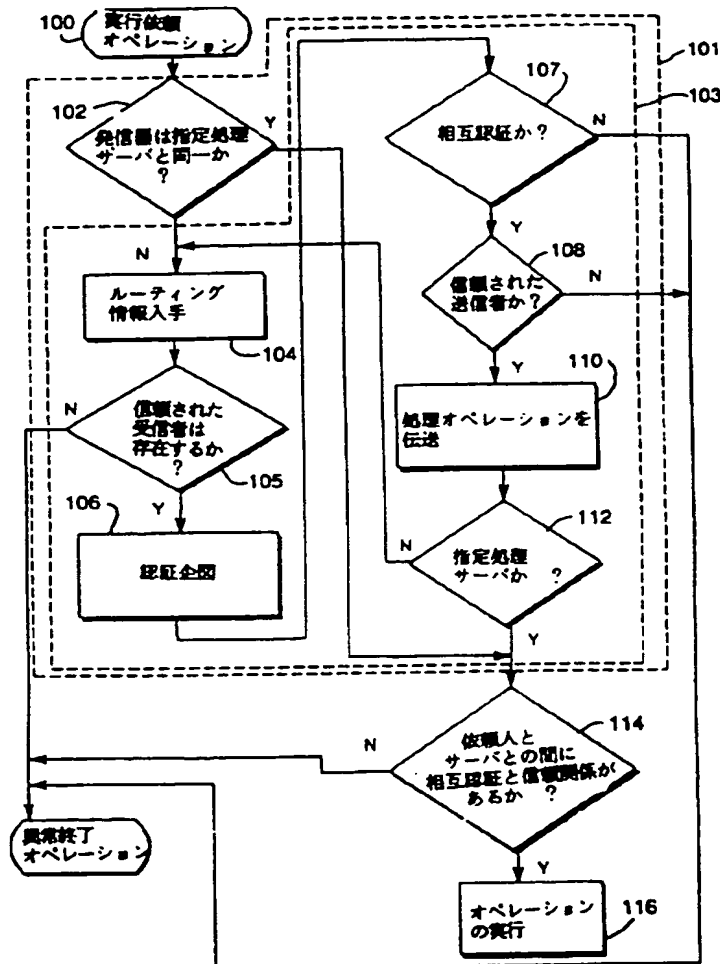 100
実行依頼
オペレーション
101
103
102
発信器は指定処理
サーバと同一か
?
Y
N
107
相互認証か?
N
Y
108
信頼された
送信者か?
N
Y
ルーティング
情報入手
104
110
処理オペレーションを
伝送
N
信頼された
受信者は
存在するか
?
105
Y
106
認証企図
112
N
指定処理
サーバか ?
Y
114
N
依頼人と
サーバとの間に
相互認証と信頼関係が
あるか ?
Y
異常終了
オペレーション
オペレーション
の実行
116